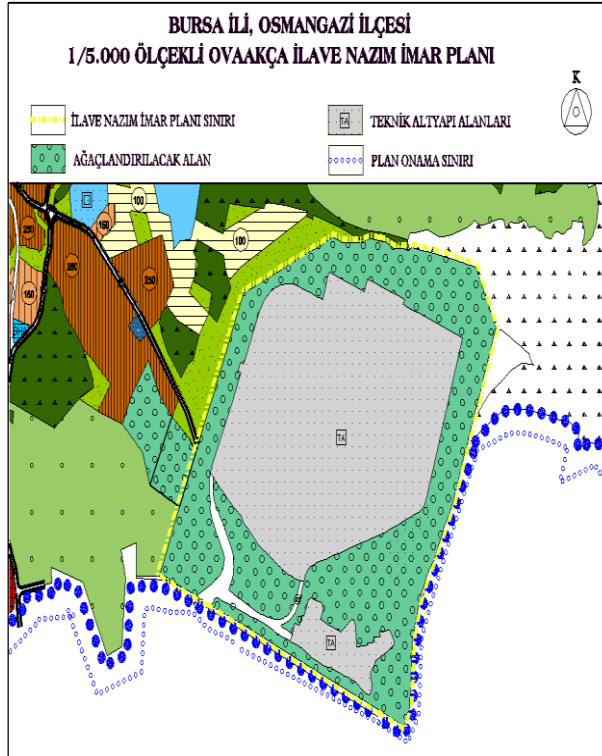 BURSA İLİ, OSMANGAZİ İLÇESİ
1/5.000 ÖLÇEKLİ OVAAKÇA İLAVE NAZIM İMAR PLANI
K
İLAVE NAZIM İMAR PLANI SINIRI
TA
TEKNİK ALTYAPI ALANLARI
AĞAÇLANDIRILACAK ALAN
PLAN ONAMA SINIRI
100
150
250
100
250
250
150
TA
TA